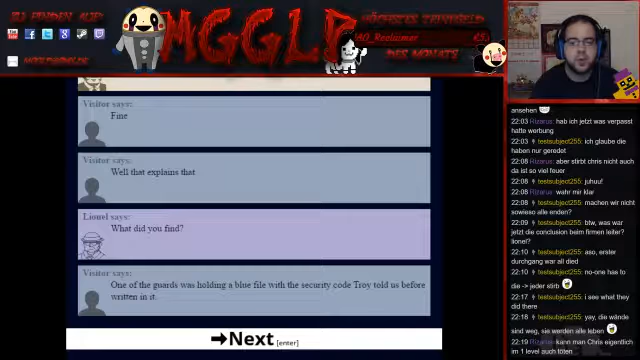 ZU FINDEN AUF:
MGGLP
HÖCHSTES TRINKGELD
DES MONATS
Visitor says:
Fine
Visitor says:
Well that explains that
Lionel says:
What did you find?
Visitor says:
One of the guards was holding a blue file with the security code Troy told us before
written in it.
Next [enter]
ansehen
22:03 Rizarus: hab ich jetzt was verpasst
hatte werbung
22:03 testsubject255: ich glaube die
haben nur geredet
22:08 Rizarus: aber stirbt chris nicht auch
da ist so viel feuer
22:08 testsubject255: juhuu!
22:08 Rizarus: wahr mir klar
22:08 testsubject255: machen wir nicht
sowieso alle enden?
22:09 testsubject255: btw, was war
jetzt die conclusion beim firmen leiter?
lionel?
22:10 testsubject255: aso, erster
durchgang war all died
22:10 testsubject255: no-one has to
die -> jeder stirb
22:17 testsubject255: i see what they
did there
22:18 testsubject255: yay, die wände
sind weg, sie werden alle leben
22:19 Rizarus: kann man Chris eigentlich
im 1 level auch töten